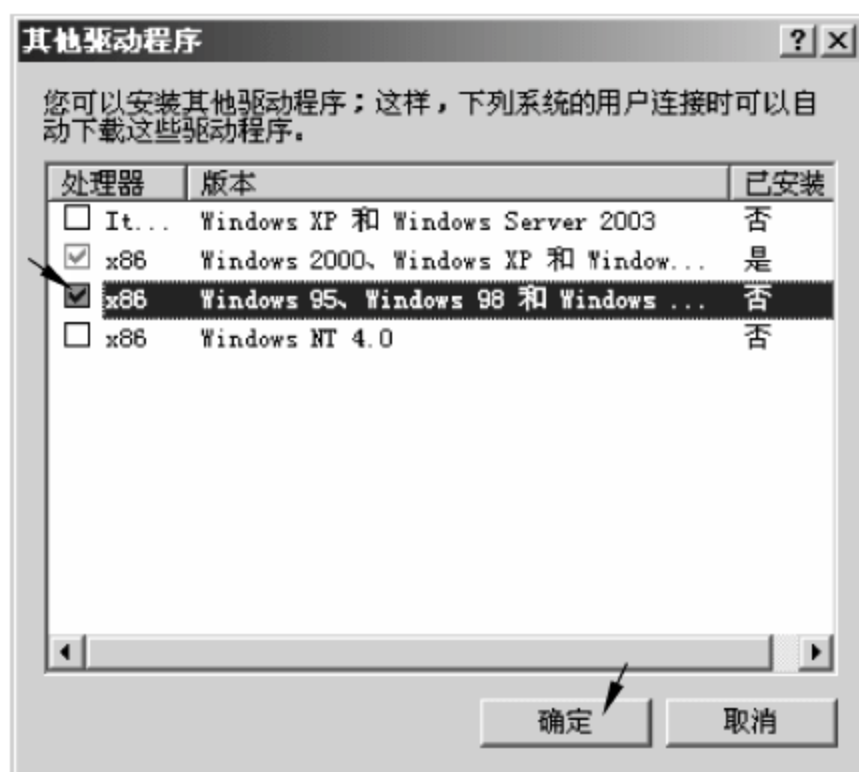 其他驱动程序
您可以安装其他驱动程序；这样，下列系统的用户连接时可以自
动下载这些驱动程序。
处理器 版本 已安装
It... Windows XP 和 Windows Server 2003 否
x86 Windows 2000、Windows XP 和 Window... 是
x86 Windows 95、Windows 98 和 Windows ... 否
x86 Windows NT 4.0 否
确定 取消